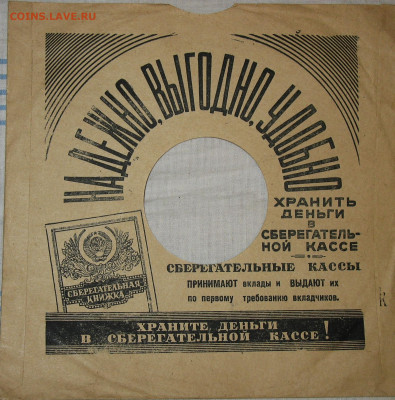 COINS.LAVE.RU
НАДЕЖНО, ВЫГОДНО, УДОБНО
ХРАНИТЬ
ДЕНЬГИ
В
СБЕРЕГАТЕЛЬ-
НОЙ КАССЕ
СБЕРЕГАТЕЛЬНЫЕ КАССЫ
ПРИНИМАЮТ вклады и ВЫДАЮТ их
по первому требованию вкладчиков.
СБЕРЕГАТЕЛЬНАЯ
КНИЖКА
ХРАНИТЕ ДЕНЬГИ
В СБЕРЕГАТЕЛЬНОЙ КАССЕ!
К